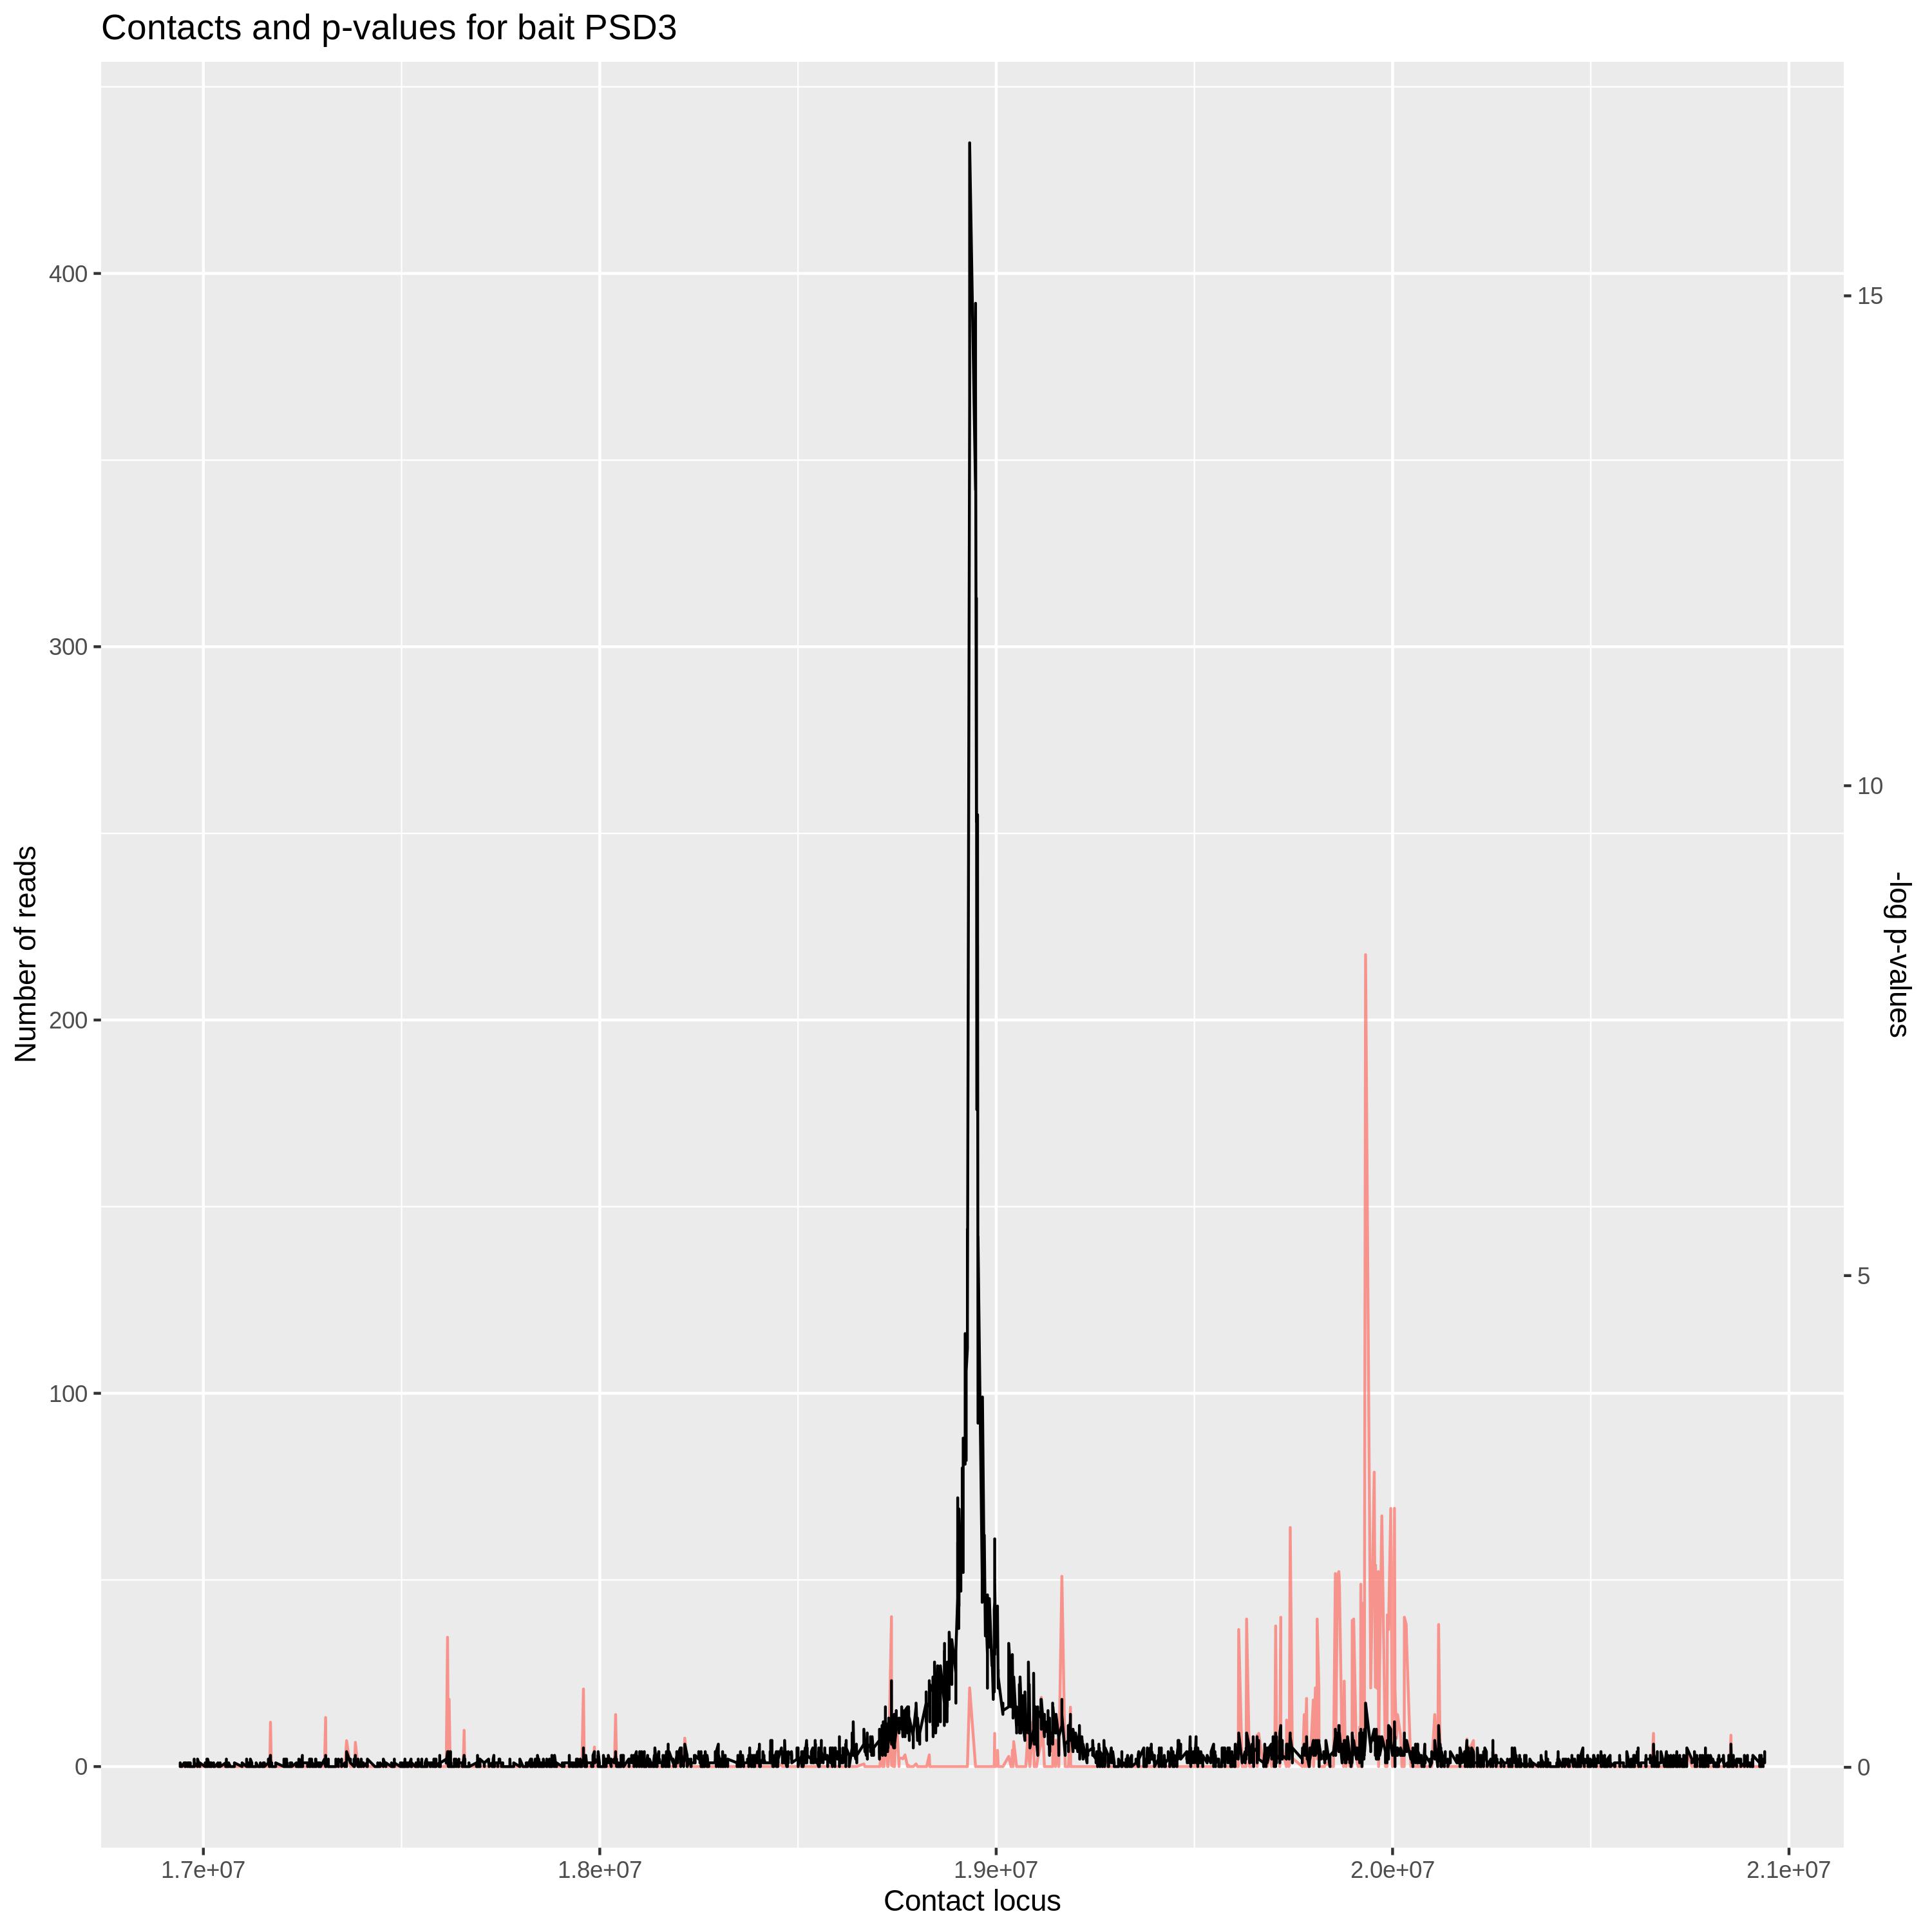 Contacts and p-values for bait PSD3
Number of reads
400
300
200
100
0
15
10
5
0
-log p-values
1.7e+07
1.8e+07
1.9e+07
2.0e+07
2.1e+07
Contact locus